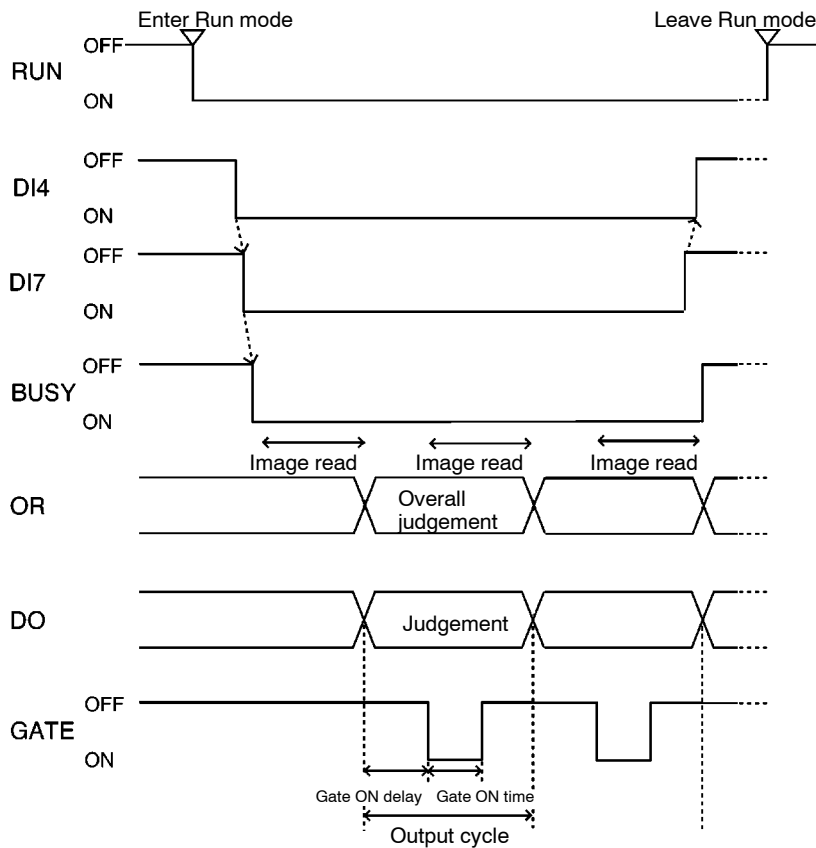 Enter Run mode
Leave Run mode
OFF
RUN
ON
OFF
DI4
ON
OFF
DI7
ON
OFF
BUSY
ON
Image read
Image read
Image read
OR
Overall
judgement
DO
Judgement
OFF
GATE
ON
Gate ON delay
Gate ON time
Output cycle